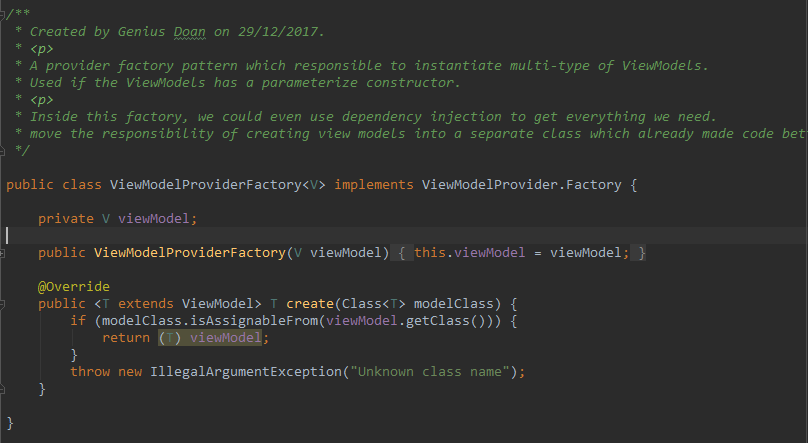 /**
 * Created by Genius Doan on 29/12/2017.
 * <p>
 * A provider factory pattern which responsible to instantiate multi-type of ViewModels.
 * Used if the ViewModels has a parameterize constructor.
 * <p>
 * Inside this factory, we could even use dependency injection to get everything we need.
 * move the responsibility of creating view models into a separate class which already made code bet
 */
public class ViewModelProviderFactory<V> implements ViewModelProvider.Factory {
    private V viewModel;
    public ViewModelProviderFactory(V viewModel) { this.viewModel = viewModel; }
    @Override
    public <T extends ViewModel> T create(Class<T> modelClass) {
        if (modelClass.isAssignableFrom(viewModel.getClass())) {
            return (T) viewModel;
        }
        throw new IllegalArgumentException("Unknown class name");
    }
}